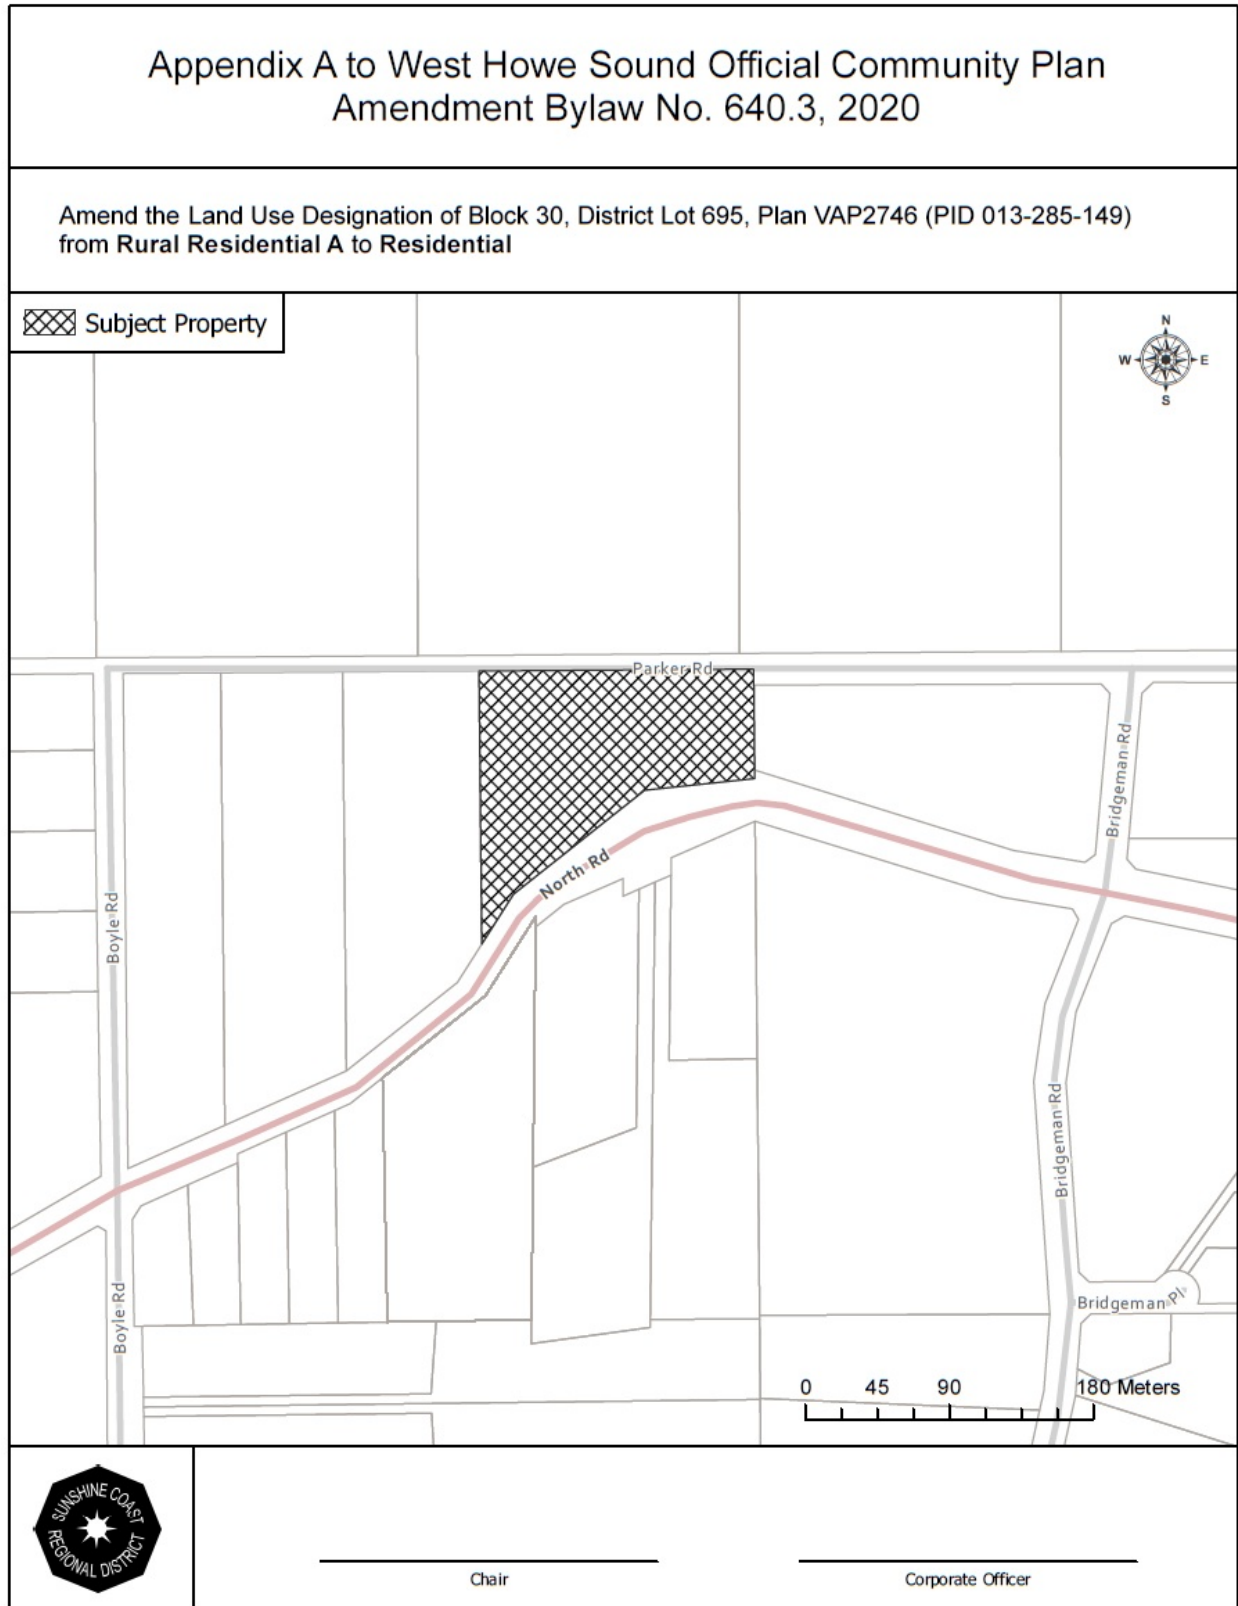 Appendix A to West Howe Sound Official Community Plan
Amendment Bylaw No. 640.3, 2020
Amend the Land Use Designation of Block 30, District Lot 695, Plan VAP2746 (PID 013-285-149)
from Rural Residential A to Residential
Subject Property
N
W E
S
Parker Rd
Bridgeman Rd
North Rd
Boyle Rd
Bridgeman Rd
Boyle Rd
Bridgeman Pl
0 45 90 180 Meters
SUNSHINE COAST
REGIONAL DISTRICT
Chair
Corporate Officer